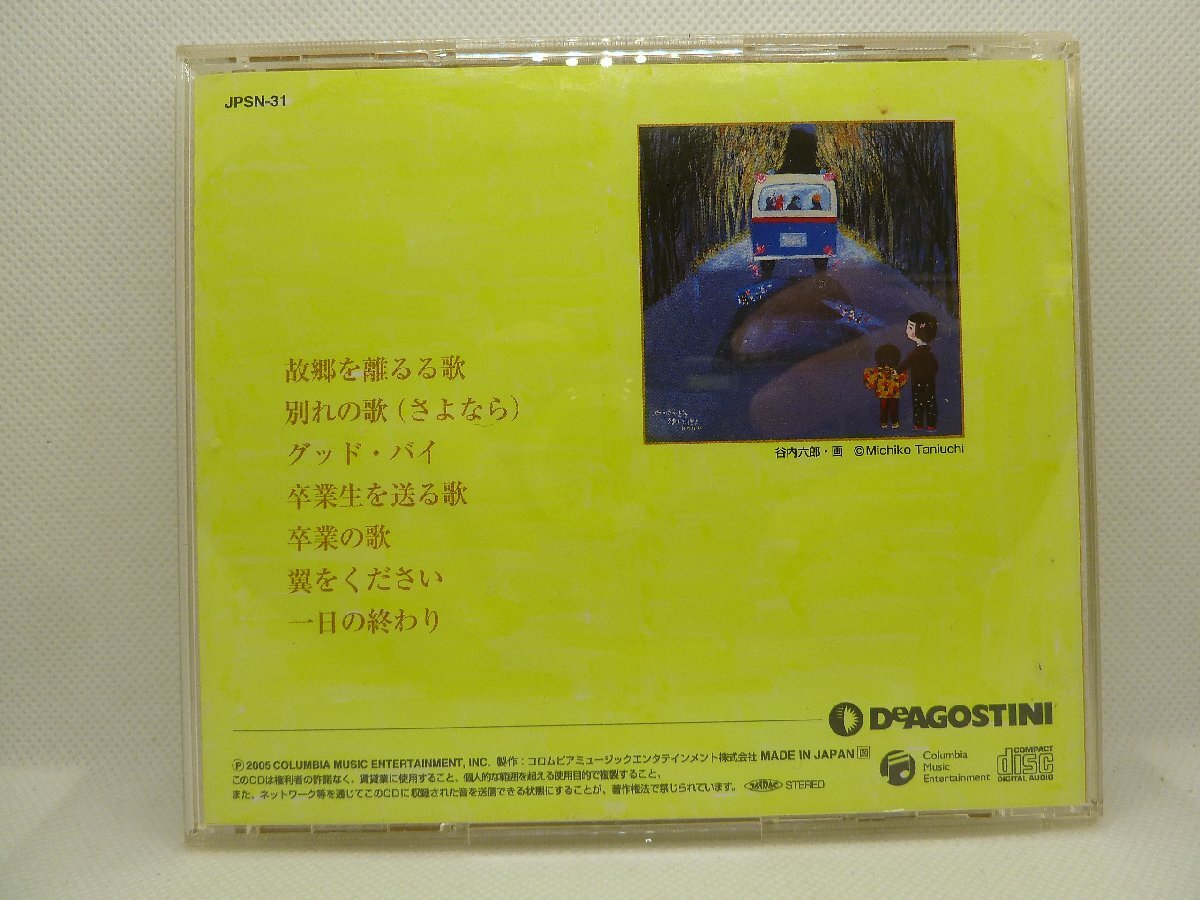 JPSN-31
故郷を離るる歌
別れの歌(さよなら)
グッド・バイ
卒業生を送る歌
卒業の歌
翼をください
一日の終わり
谷内六郎・画 ©Michiko Taniuchi
DeAGOSTINI
Ⓟ2005 COLUMBIA MUSIC ENTERTAINMENT, INC. 製作：コロムビアミュージックエンタテインメント株式会社 MADE IN JAPAN 図
このCDは権利者の許諾なく、賃貸業に使用すること、個人的な範囲を超える使用目的で複製すること、
また、ネットワーク等を通じてこのCDに収録された音を送信できる状態にすることが、著作権法で禁じられています。 JASRAC STEREO
Columbia
Music
Entertainment
COMPACT
disc
DIGITAL AUDIO